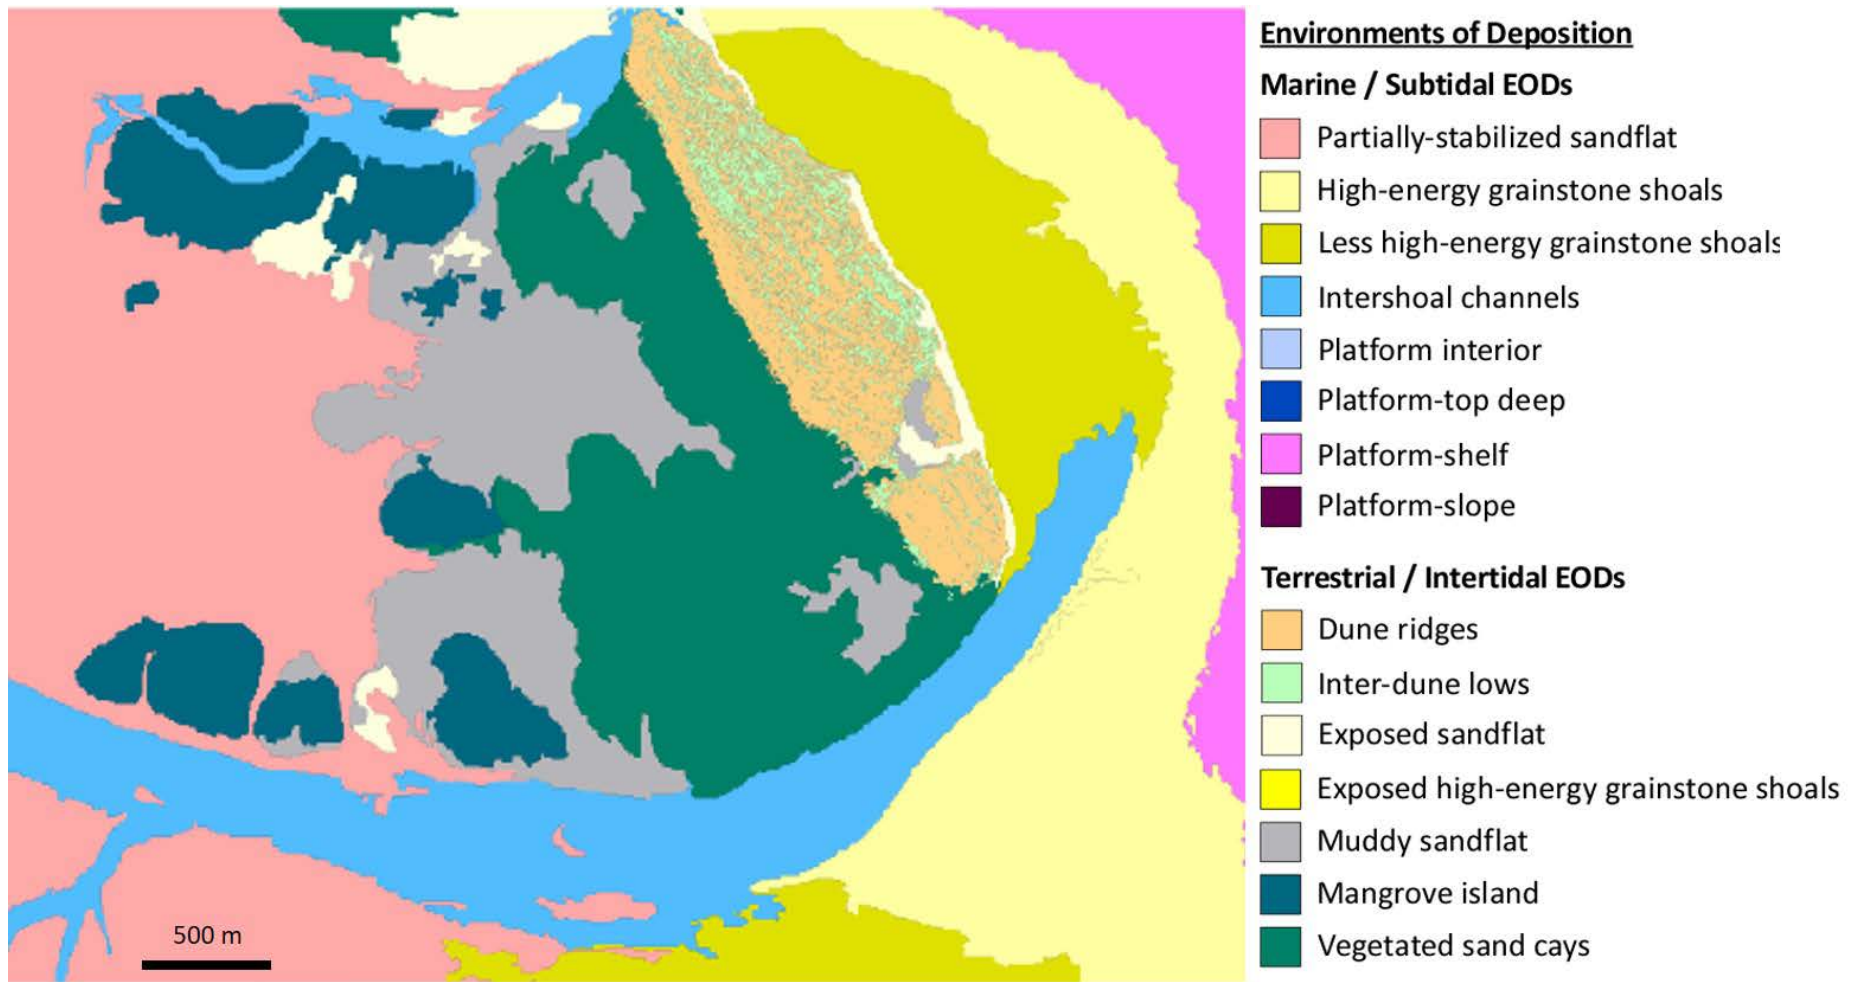 Environments of Deposition
Marine / Subtidal EODs
Partially-stabilized sandflat
High-energy grainstone shoals
Less high-energy grainstone shoals
Intershoal channels
Platform interior
Platform-top deep
Platform-shelf
Platform-slope
Terrestrial / Intertidal EODs
Dune ridges
Inter-dune lows
Exposed sandflat
Exposed high-energy grainstone shoals
Muddy sandflat
Mangrove island
Vegetated sand cays
500 m